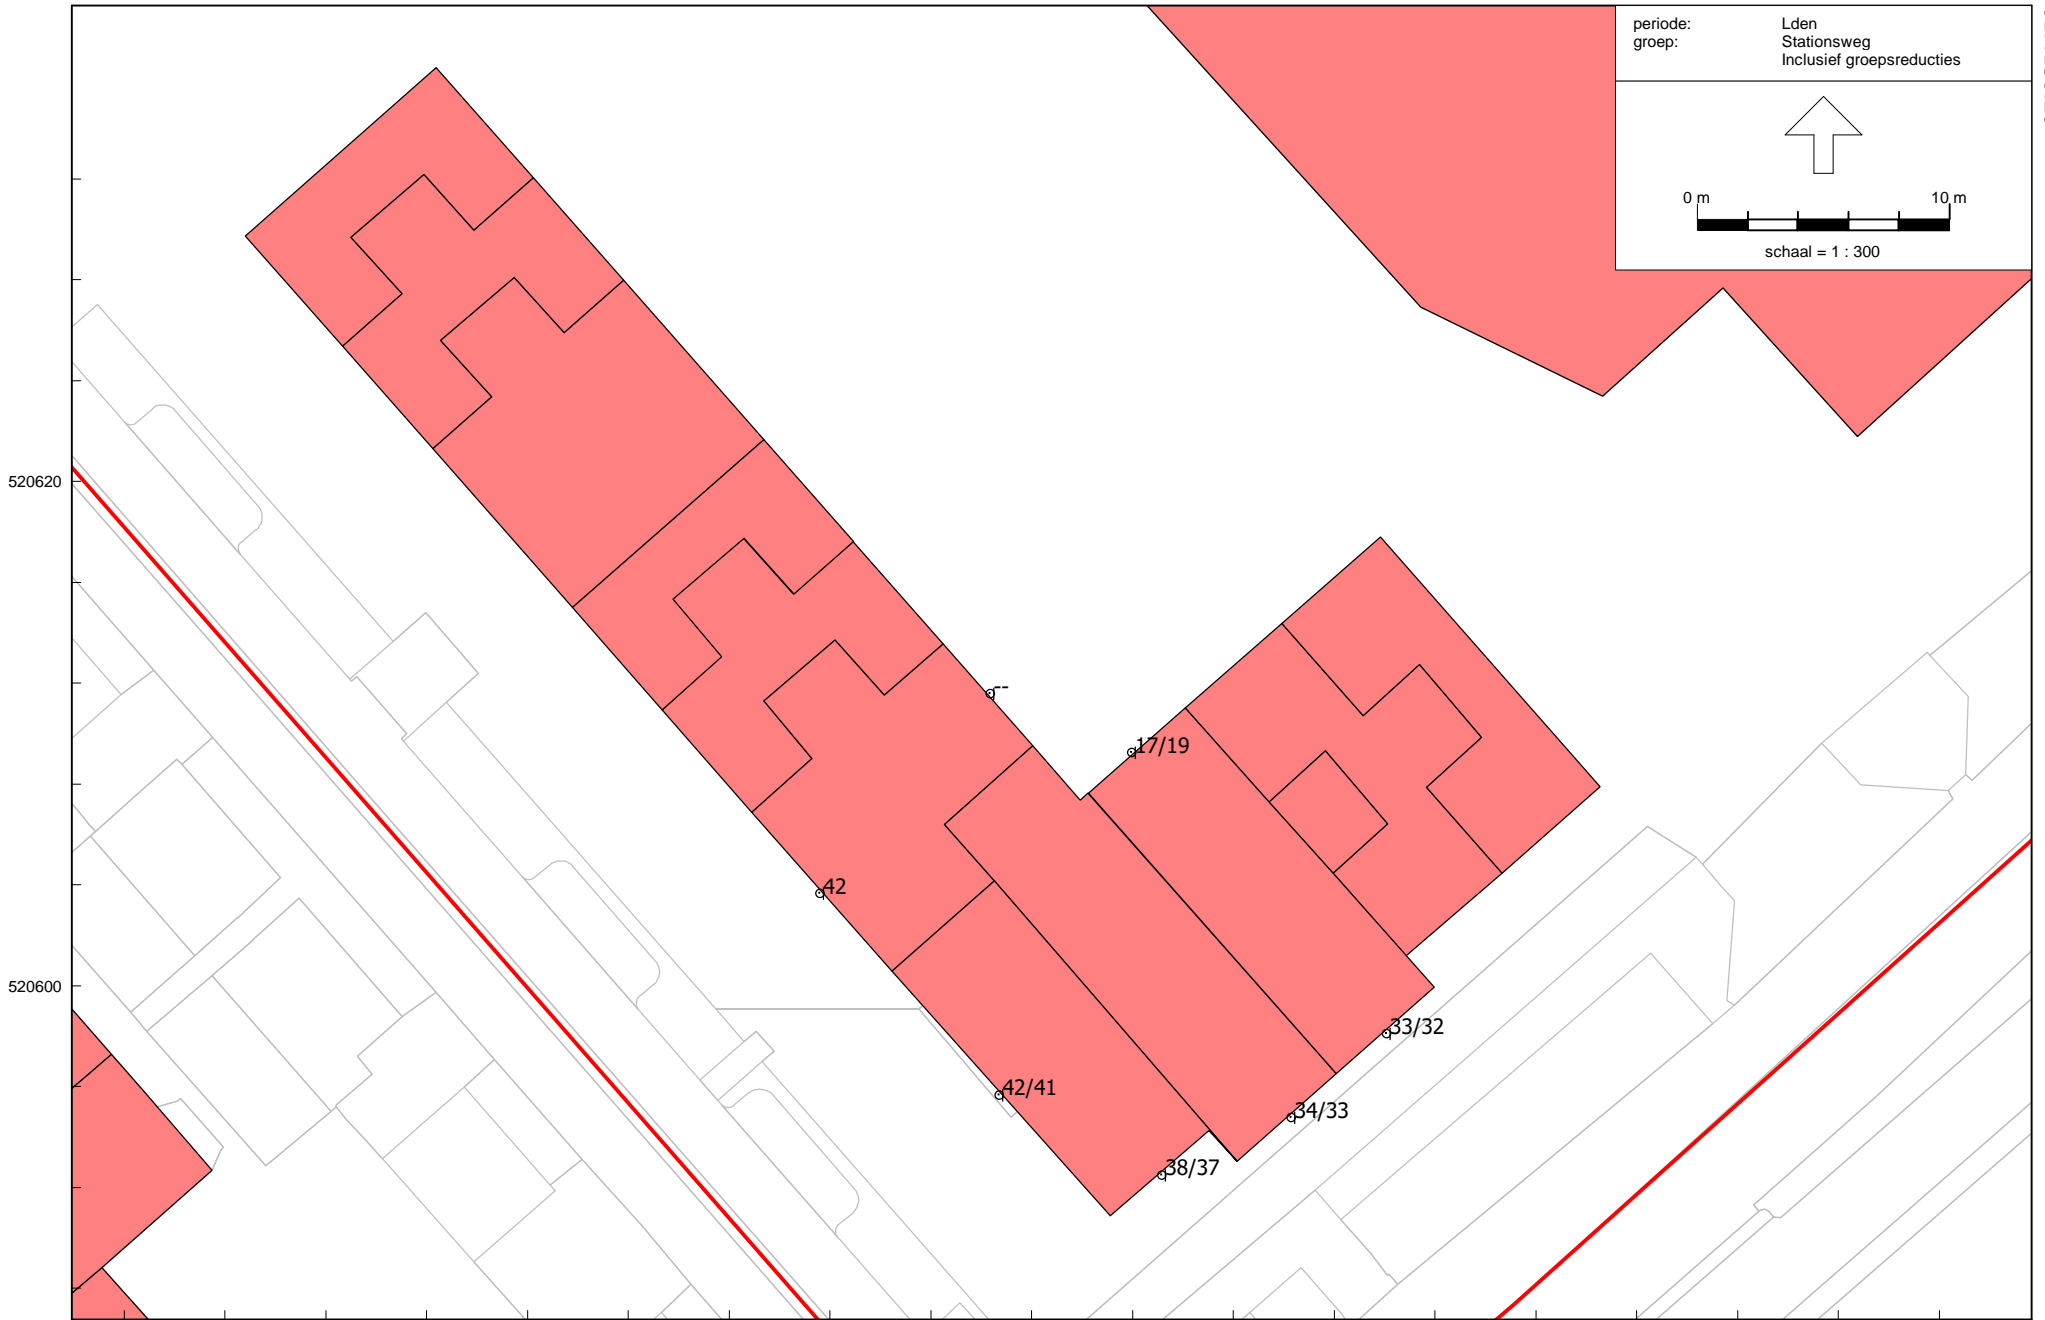 periode: Lden
groep: Stationsweg
Inclusief groepsreducties
0 m 10 m
schaal = 1 : 300
520620
--
17/19
42
520600
33/32
42/41
34/33
38/37